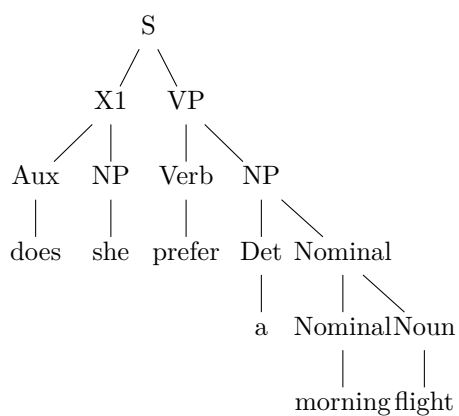 S
X1 VP
Aux NP Verb NP
does she prefer Det Nominal
a Nominal Noun
morning flight